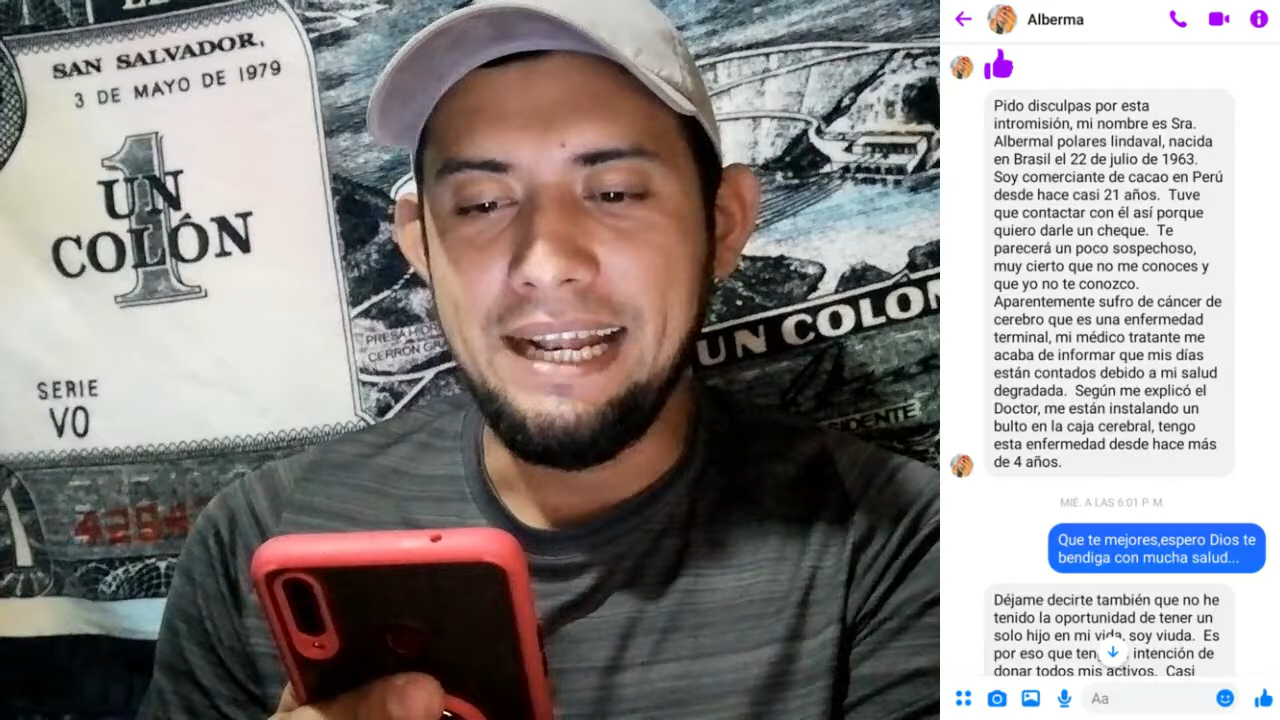 SAN SALVADOR,
3 DE MAYO DE 1979
1
UN
COLÓN
SERIE
VO
UN COLÓN
Alberma
Pido disculpas por esta
intromisión, mi nombre es Sra.
Albermal polares lindaval, nacida
en Brasil el 22 de julio de 1963.
Soy comerciante de cacao en Perú
desde hace casi 21 años. Tuve
que contactar con él así porque
quiero darle un cheque. Te
parecerá un poco sospechoso,
muy cierto que no me conoces y
que yo no te conozco.
Aparentemente sufro de cáncer de
cerebro que es una enfermedad
terminal, mi médico tratante me
acaba de informar que mis días
están contados debido a mi salud
degradada. Según me explicó el
Doctor, me están instalando un
bulto en la caja cerebral, tengo
esta enfermedad desde hace más
de 4 años.
MIÉ. A LAS 6:01 P. M.
Que te mejores,espero Dios te
bendiga con mucha salud...
Déjame decirte también que no he
tenido la oportunidad de tener un
solo hijo en mi vida, soy viuda. Es
por eso que intención de
donar todos mis activos. Casi
Aa